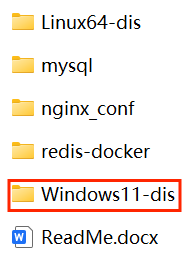 Linux64-dis
mysql
nginx_conf
redis-docker
Windows11-dis
ReadMe.docx